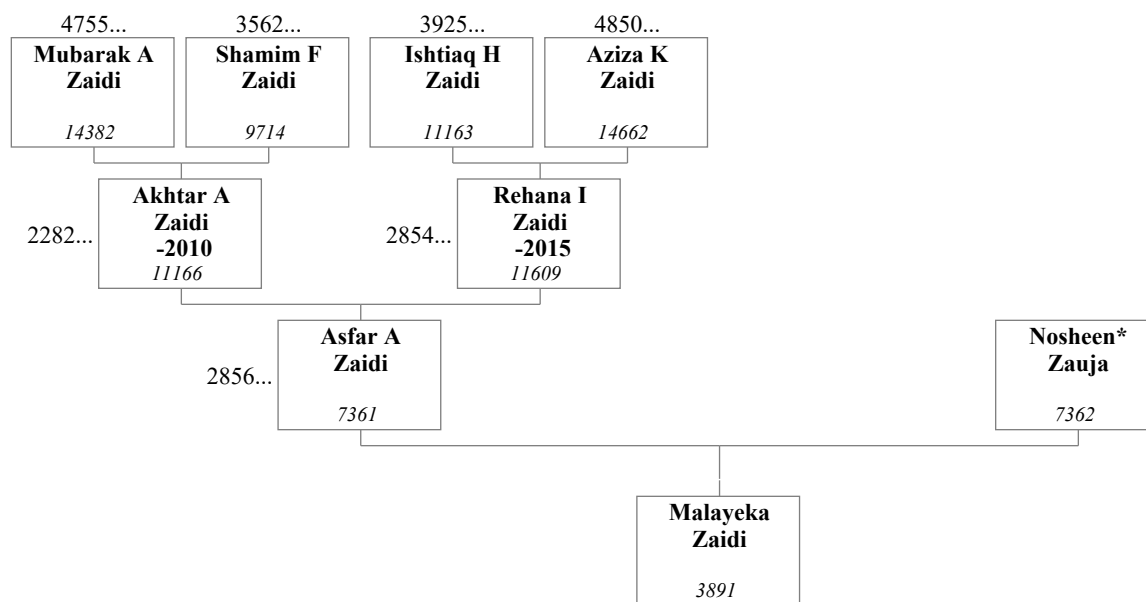 4755...
3562...
3925...
4850...
Mubarak A
Zaidi
14382
Shamim F
Zaidi
9714
Ishtiaq H
Zaidi
11163
Aziza K
Zaidi
14662
2282...
Akhtar A
Zaidi
-2010
11166
2854...
Rehana I
Zaidi
-2015
11609
2856...
Asfar A
Zaidi
7361
Nosheen*
Zauja
7362
Malayeka
Zaidi
3891